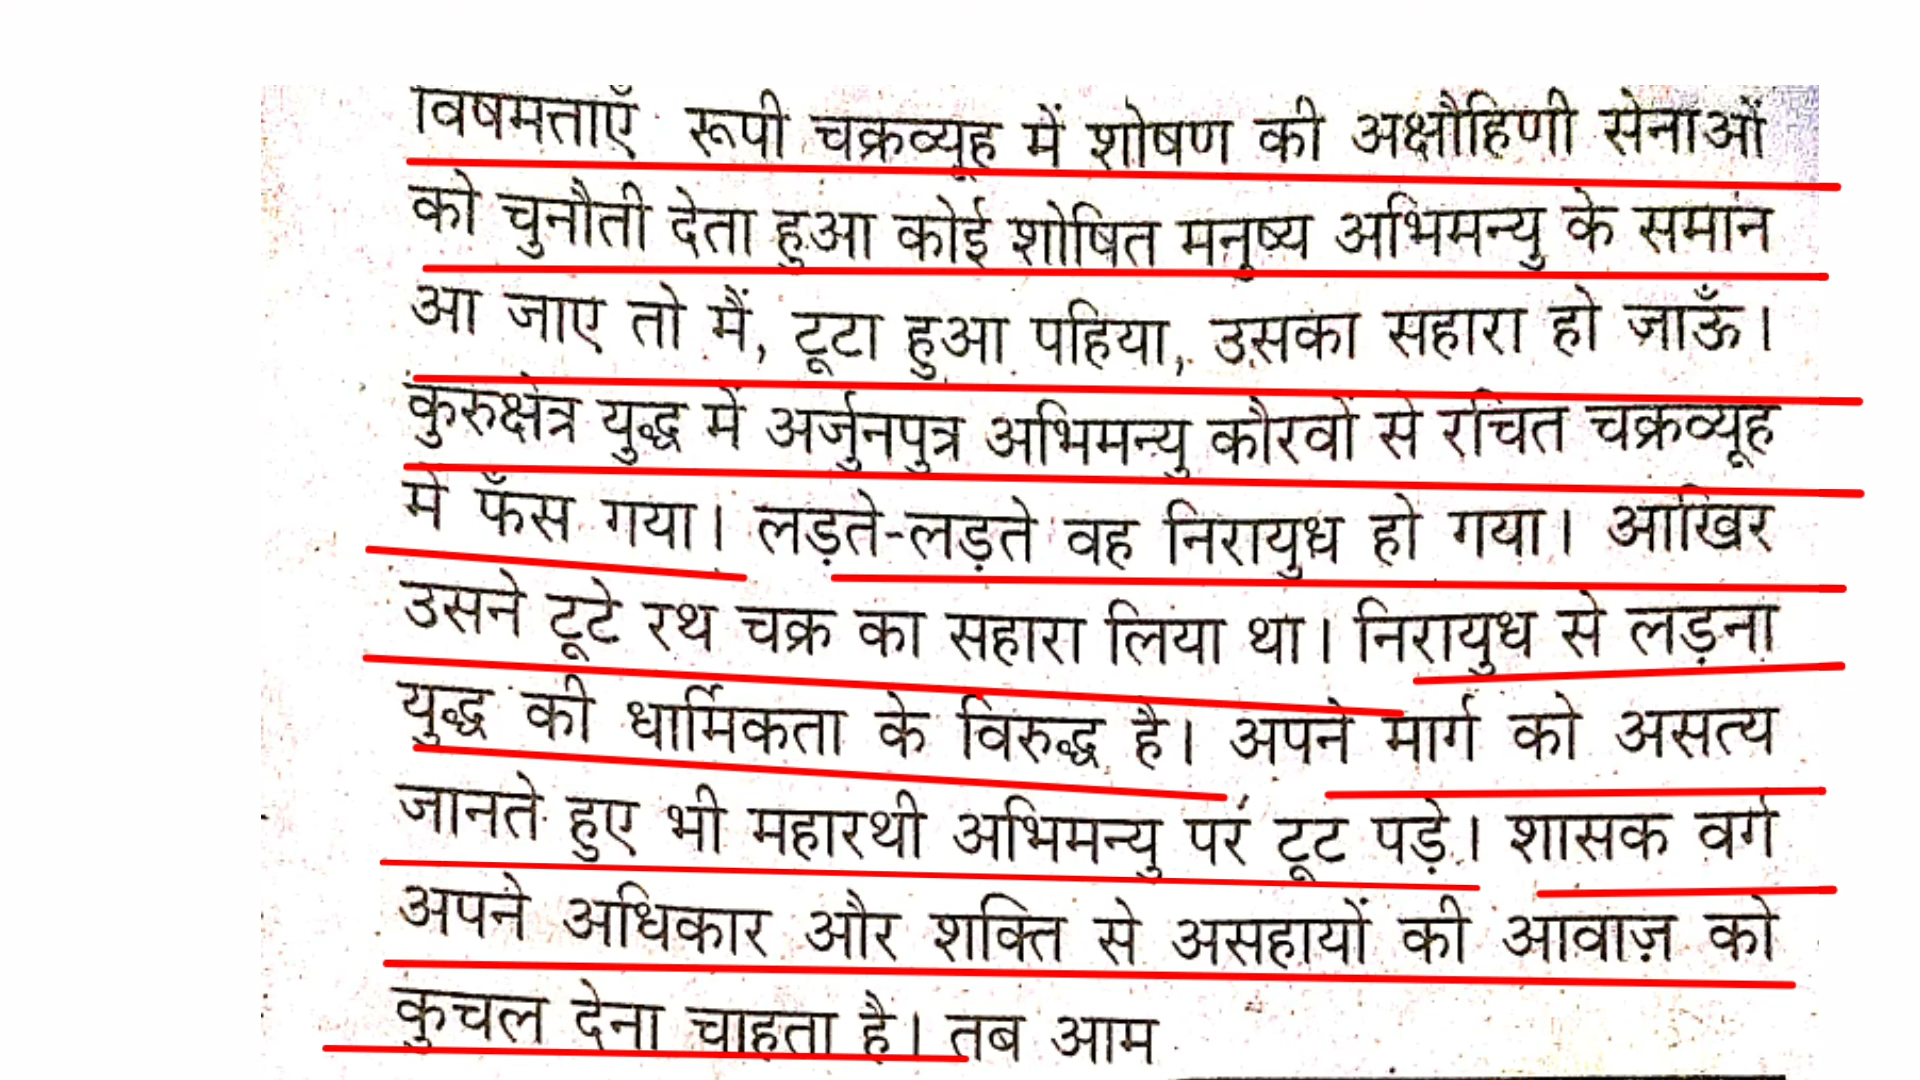 विषमताएँ रूपी चक्रव्यूह में शोषण की अक्षौहिणी सेनाओं
को चुनौती देता हुआ कोई शोषित मनुष्य अभिमन्यु के समान
आ जाए तो मैं, टूटा हुआ पहिया, उसका सहारा हो जाऊँ।
कुरुक्षेत्र युद्ध में अर्जुनपुत्र अभिमन्यु कौरवों से रचित चक्रव्यूह
में फँस गया। लड़ते-लड़ते वह निरायुध हो गया। आखिर
उसने टूटे रथ चक्र का सहारा लिया था। निरायुध से लड़ना
युद्ध की धार्मिकता के विरुद्ध है। अपने मार्ग को असत्य
जानते हुए भी महारथी अभिमन्यु पर टूट पड़े। शासक वर्ग
अपने अधिकार और शक्ति से असहायों की आवाज़ को
कुचल देना चाहता है। तब आम